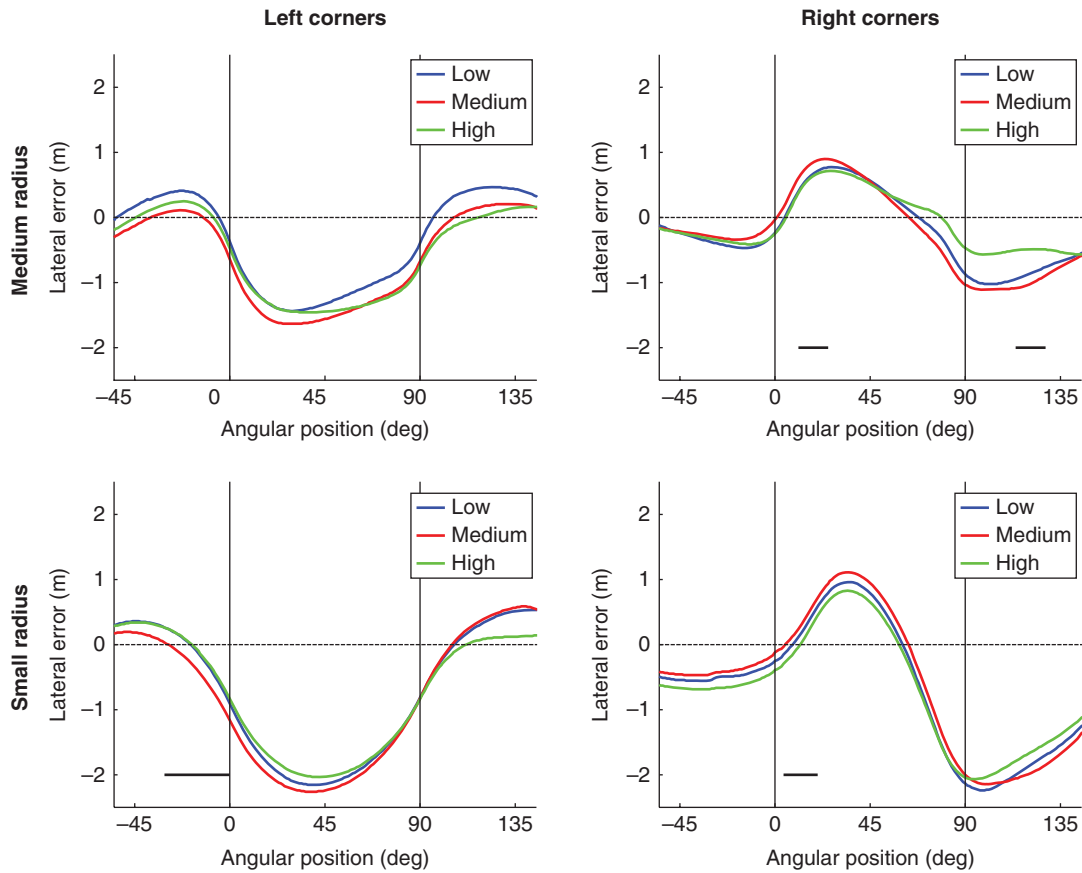 Left corners
Right corners
Medium radius
Lateral error (m)
2
1
0
−1
−2
Low
Medium
High
−45
0
45
90
135
Angular position (deg)
Lateral error (m)
2
1
0
−1
−2
Low
Medium
High
−45
0
45
90
135
Angular position (deg)
Small radius
Lateral error (m)
2
1
0
−1
−2
Low
Medium
High
−45
0
45
90
135
Angular position (deg)
Lateral error (m)
2
1
0
−1
−2
Low
Medium
High
−45
0
45
90
135
Angular position (deg)